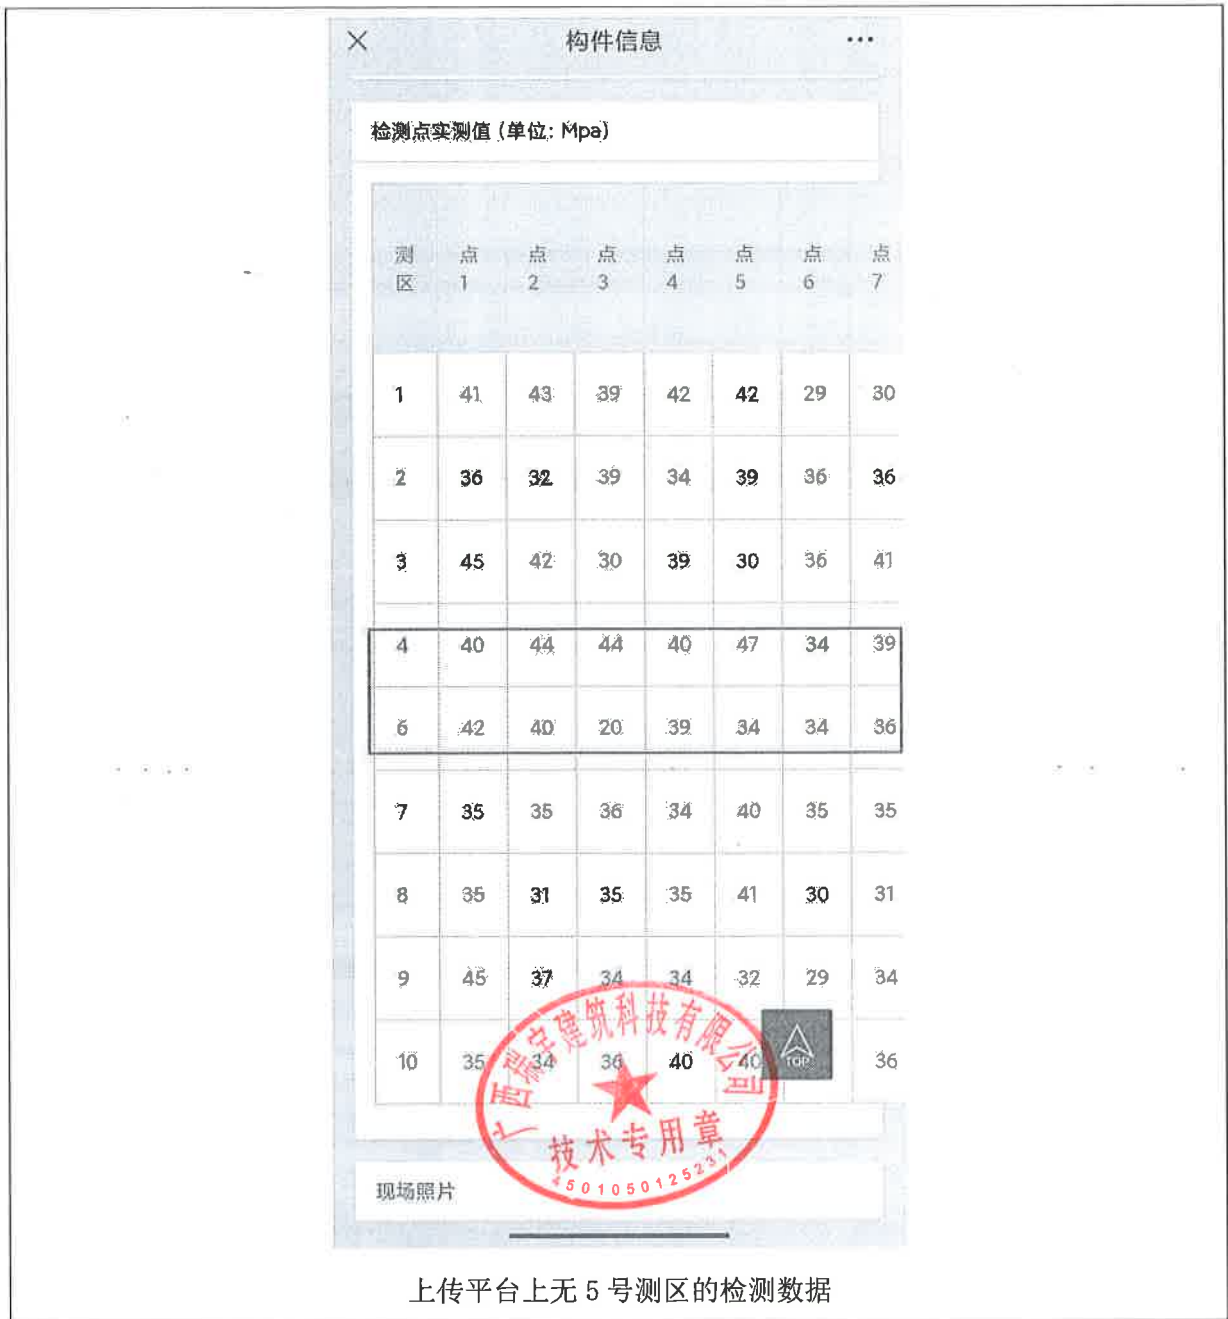 构件信息
检测点实测值 (单位: Mpa)
测区 点1 点2 点3 点4 点5 点6 点7
1 41 43 39 42 42 29 30
2 36 32 39 34 39 36 36
3 45 42 30 39 30 36 41
4 40 44 44 40 47 34 39
6 42 40 20 39 34 34 36
7 35 35 36 34 40 35 35
8 35 31 35 35 41 30 31
9 45 37 34 34 32 29 34
10 35 34 36 40 40 36
TOP
广西瑞宇建筑科技有限公司
技术专用章
4501050125231
现场照片
上传平台上无5号测区的检测数据